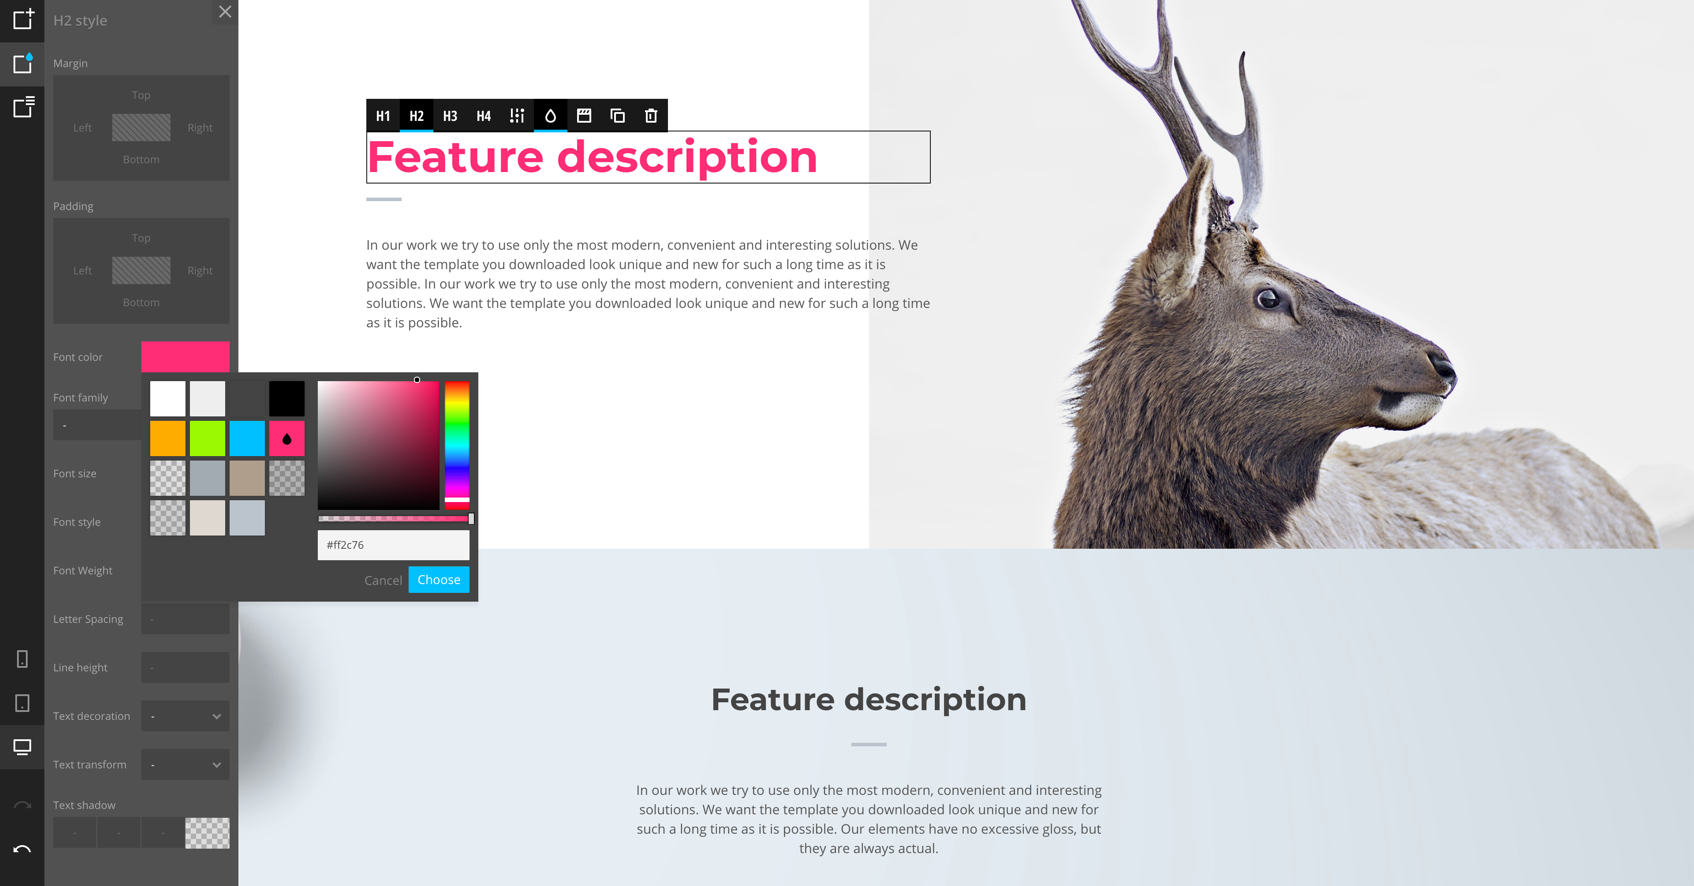 H2 style
Margin
Top
Left
Right
Bottom
Padding
Top
Left
Right
Bottom
Font color
Font family
-
Font size
Font style
Font Weight
Letter Spacing
-
Line height
-
Text decoration
-
Text transform
-
Text shadow
-
-
-
#ff2c76
Cancel
Choose
H1
H2
H3
H4
Feature description
In our work we try to use only the most modern, convenient and interesting solutions. We
want the template you downloaded look unique and new for such a long time as it is
possible. In our work we try to use only the most modern, convenient and interesting
solutions. We want the template you downloaded look unique and new for such a long time
as it is possible.
Feature description
In our work we try to use only the most modern, convenient and interesting
solutions. We want the template you downloaded look unique and new for
such a long time as it is possible. Our elements have no excessive gloss, but
they are always actual.